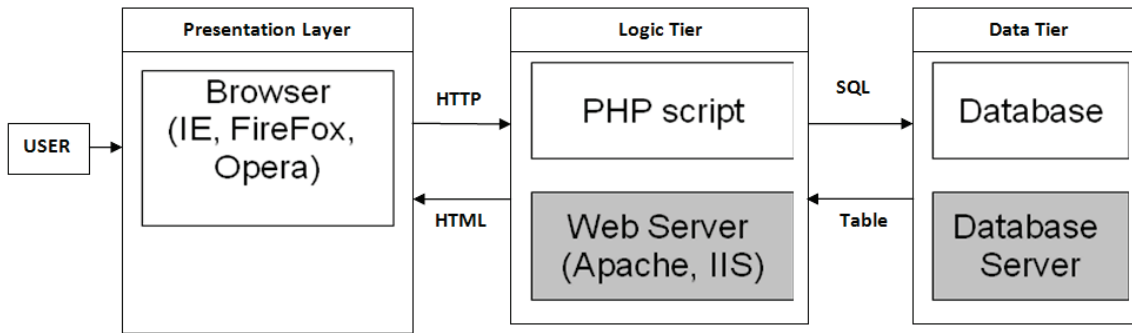 Presentation Layer
Logic Tier
Data Tier
USER
Browser
(IE, FireFox,
Opera)
HTTP
HTML
PHP script
Web Server
(Apache, IIS)
SQL
Table
Database
Database
Server